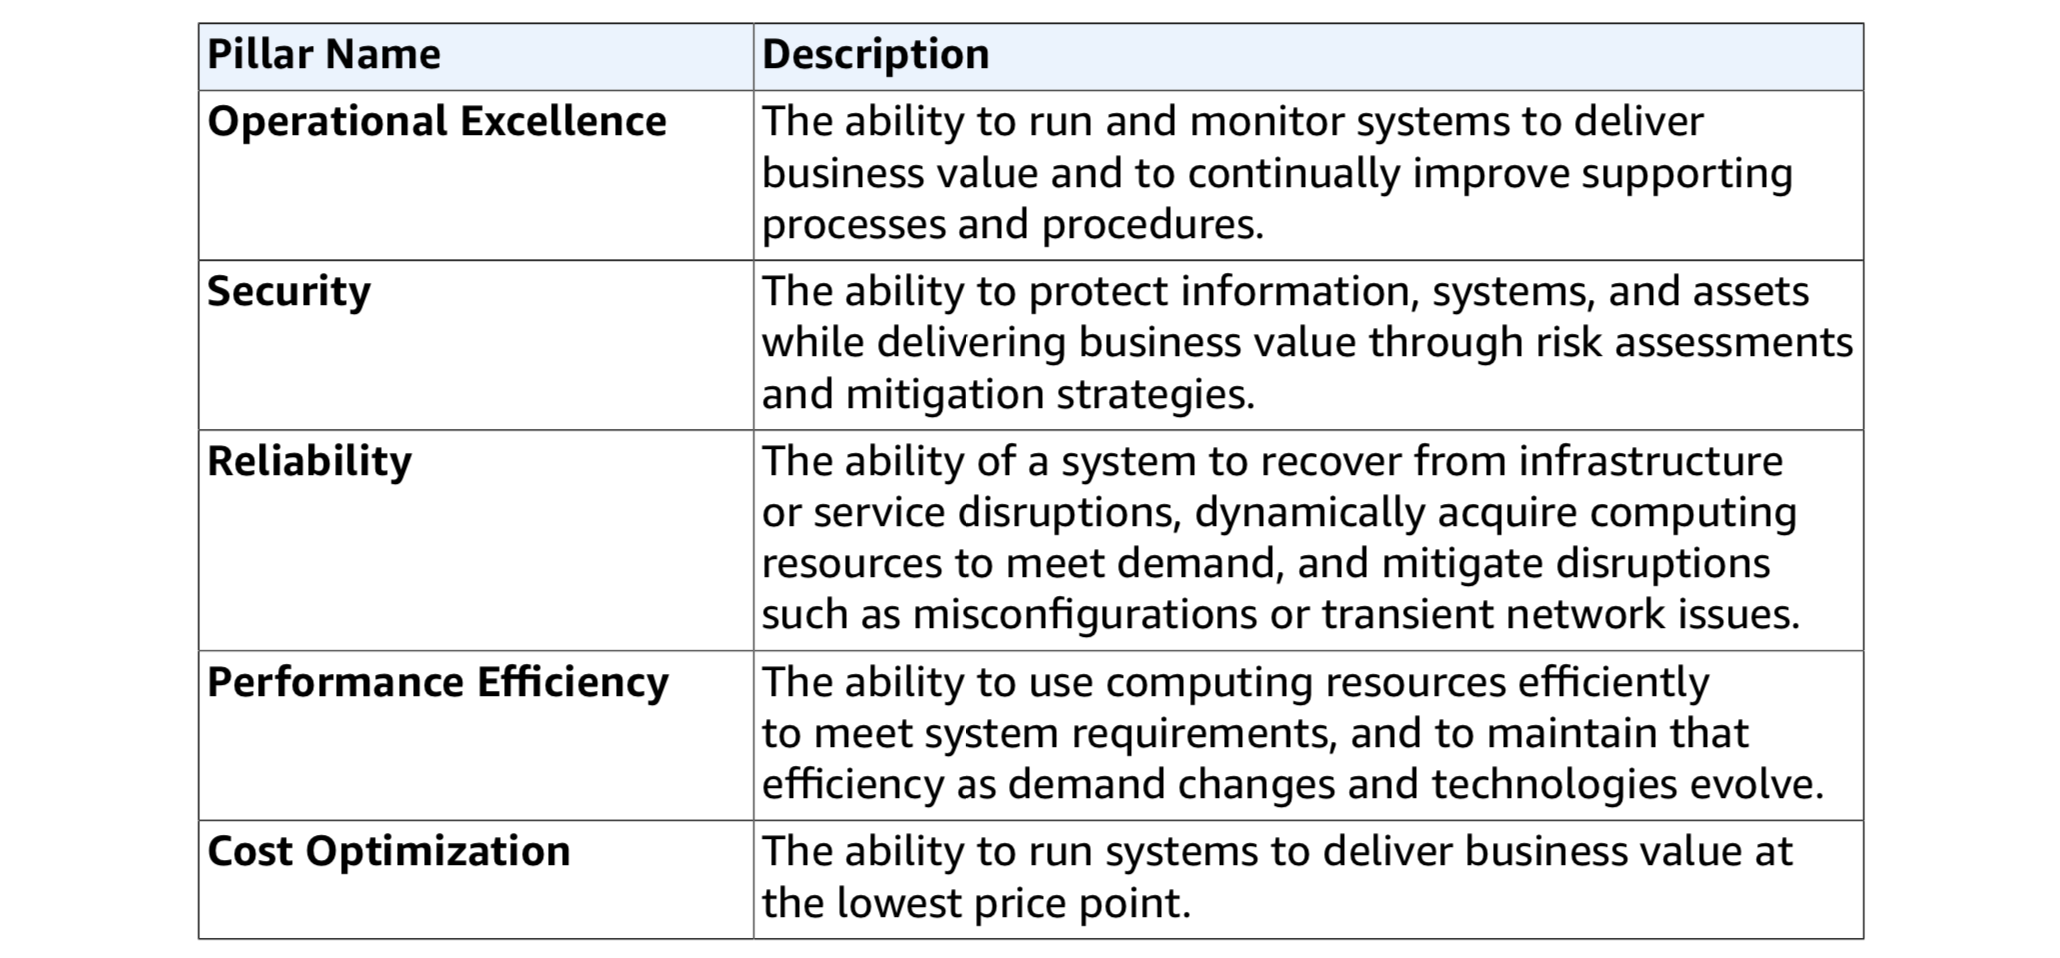 Pillar Name
Description
Operational Excellence
The ability to run and monitor systems to deliver
business value and to continually improve supporting
processes and procedures.
Security
The ability to protect information, systems, and assets
while delivering business value through risk assessments
and mitigation strategies.
Reliability
The ability of a system to recover from infrastructure
or service disruptions, dynamically acquire computing
resources to meet demand, and mitigate disruptions
such as misconfigurations or transient network issues.
Performance Efficiency
The ability to use computing resources efficiently
to meet system requirements, and to maintain that
efficiency as demand changes and technologies evolve.
Cost Optimization
The ability to run systems to deliver business value at
the lowest price point.